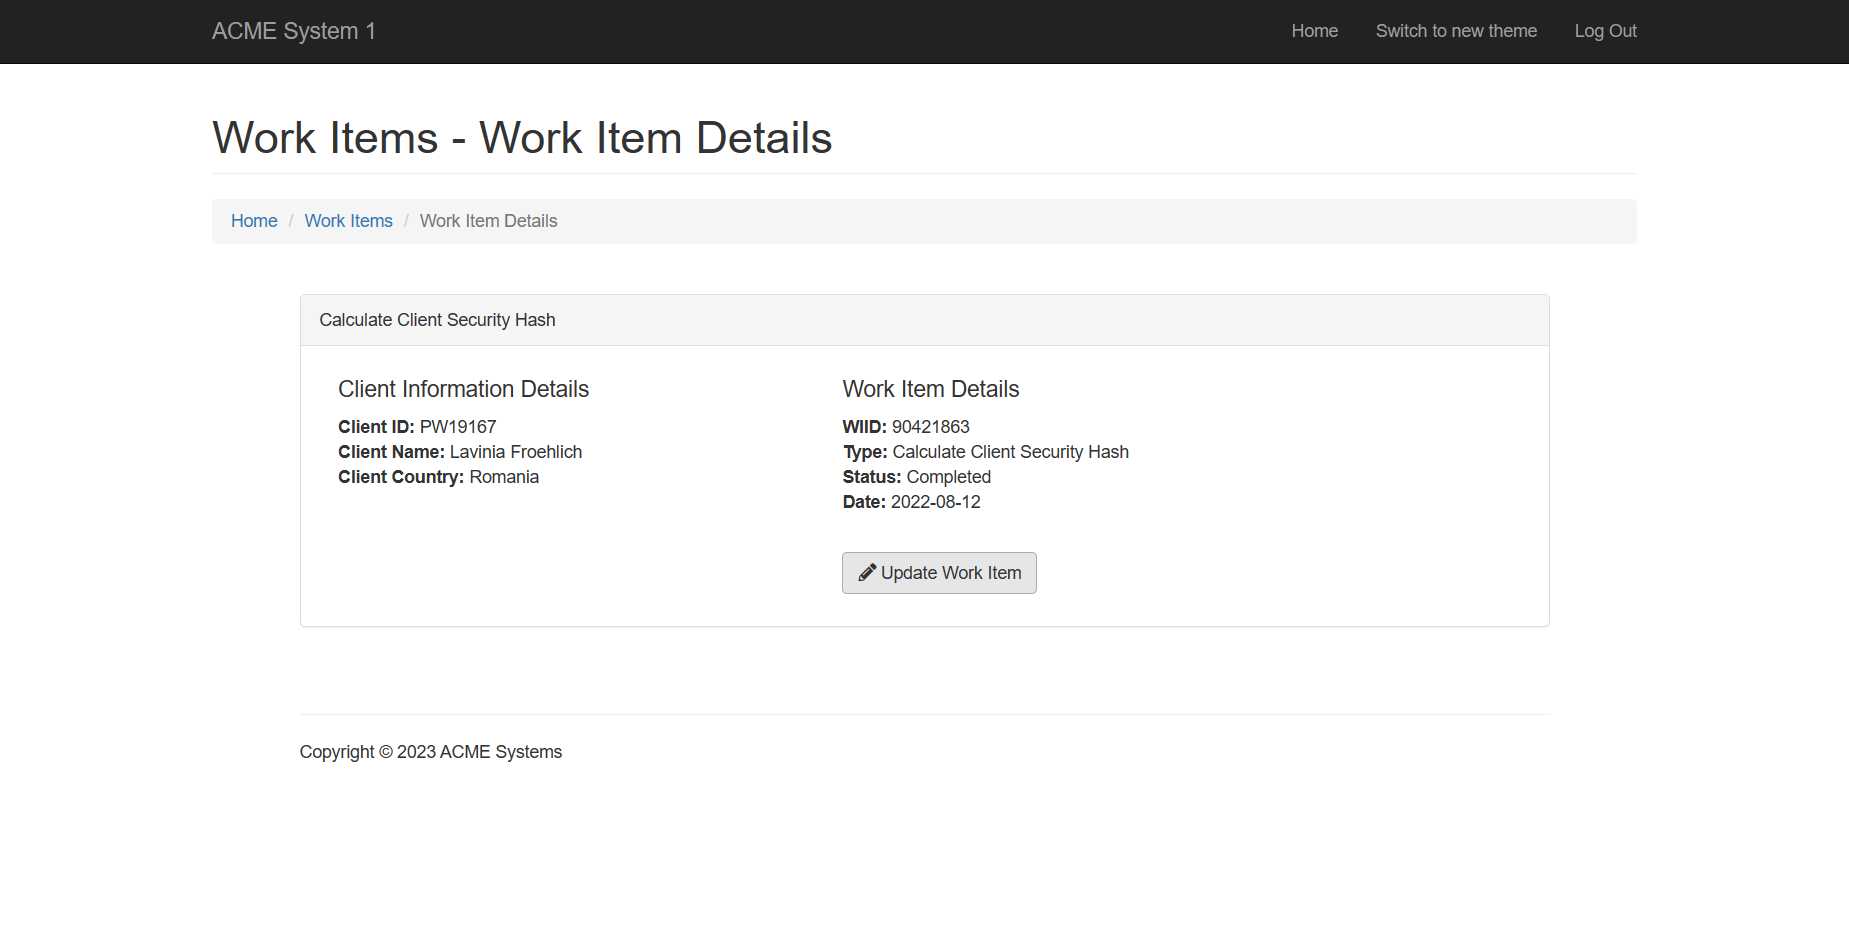 ACME System 1
Home
Switch to new theme
Log Out
Work Items - Work Item Details
Home / Work Items / Work Item Details
Calculate Client Security Hash
Client Information Details
Client ID: PW19167
Client Name: Lavinia Froehlich
Client Country: Romania
Work Item Details
WIID: 90421863
Type: Calculate Client Security Hash
Status: Completed
Date: 2022-08-12
Update Work Item
Copyright © 2023 ACME Systems